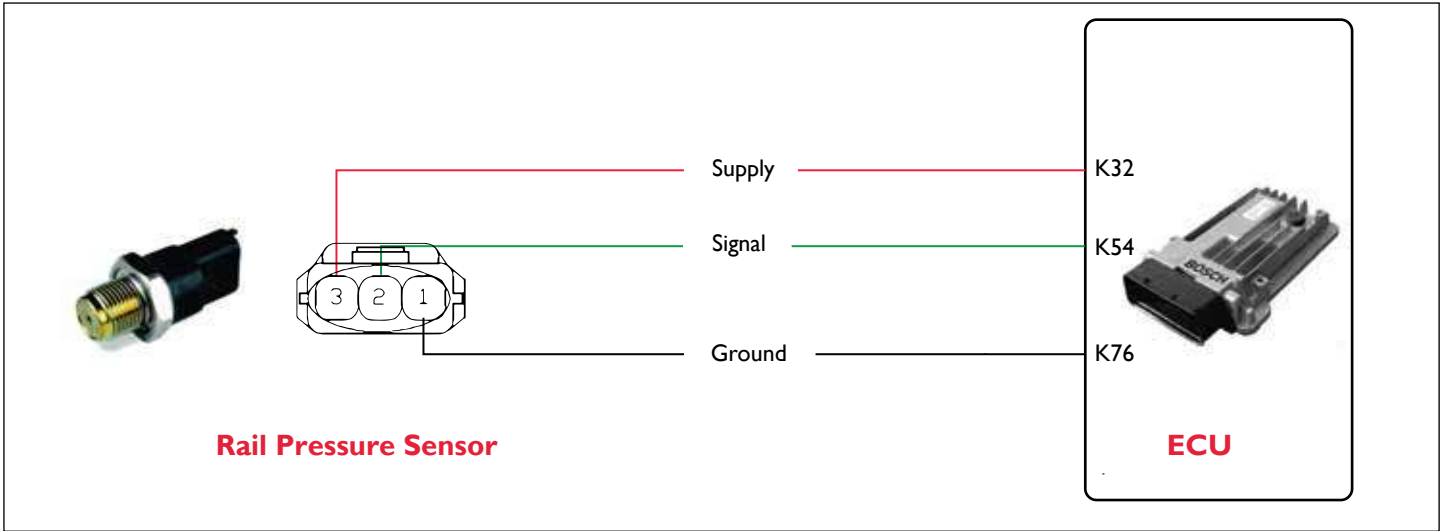 Supply
K32
Signal
K54
3 2 1
BOSCH
Ground
K76
Rail Pressure Sensor
ECU